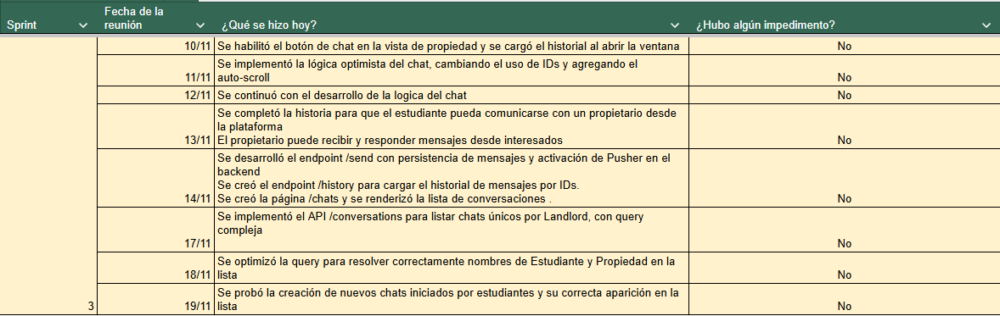 Sprint
Fecha de la
reunión
¿Qué se hizo hoy?
¿Hubo algún impedimento?
10/11 Se habilitó el botón de chat en la vista de propiedad y se cargó el historial al abrir la ventana No
Se implementó la lógica optimista del chat, cambiando el uso de IDs y agregando el
11/11 auto-scroll No
12/11 Se continuó con el desarrollo de la logica del chat No
Se completó la historia para que el estudiante pueda comunicarse con un propietario desde
la plataforma
13/11 El propietario puede recibir y responder mensajes desde interesados No
Se desarrolló el endpoint /send con persistencia de mensajes y activación de Pusher en el
backend
Se creó el endpoint /history para cargar el historial de mensajes por IDs.
14/11 Se creó la página /chats y se renderizó la lista de conversaciones . No
Se implementó el API /conversations para listar chats únicos por Landlord, con query
compleja
17/11 No
Se optimizó la query para resolver correctamente nombres de Estudiante y Propiedad en la
18/11 lista No
Se probó la creación de nuevos chats iniciados por estudiantes y su correcta aparición en la
3 19/11 lista No